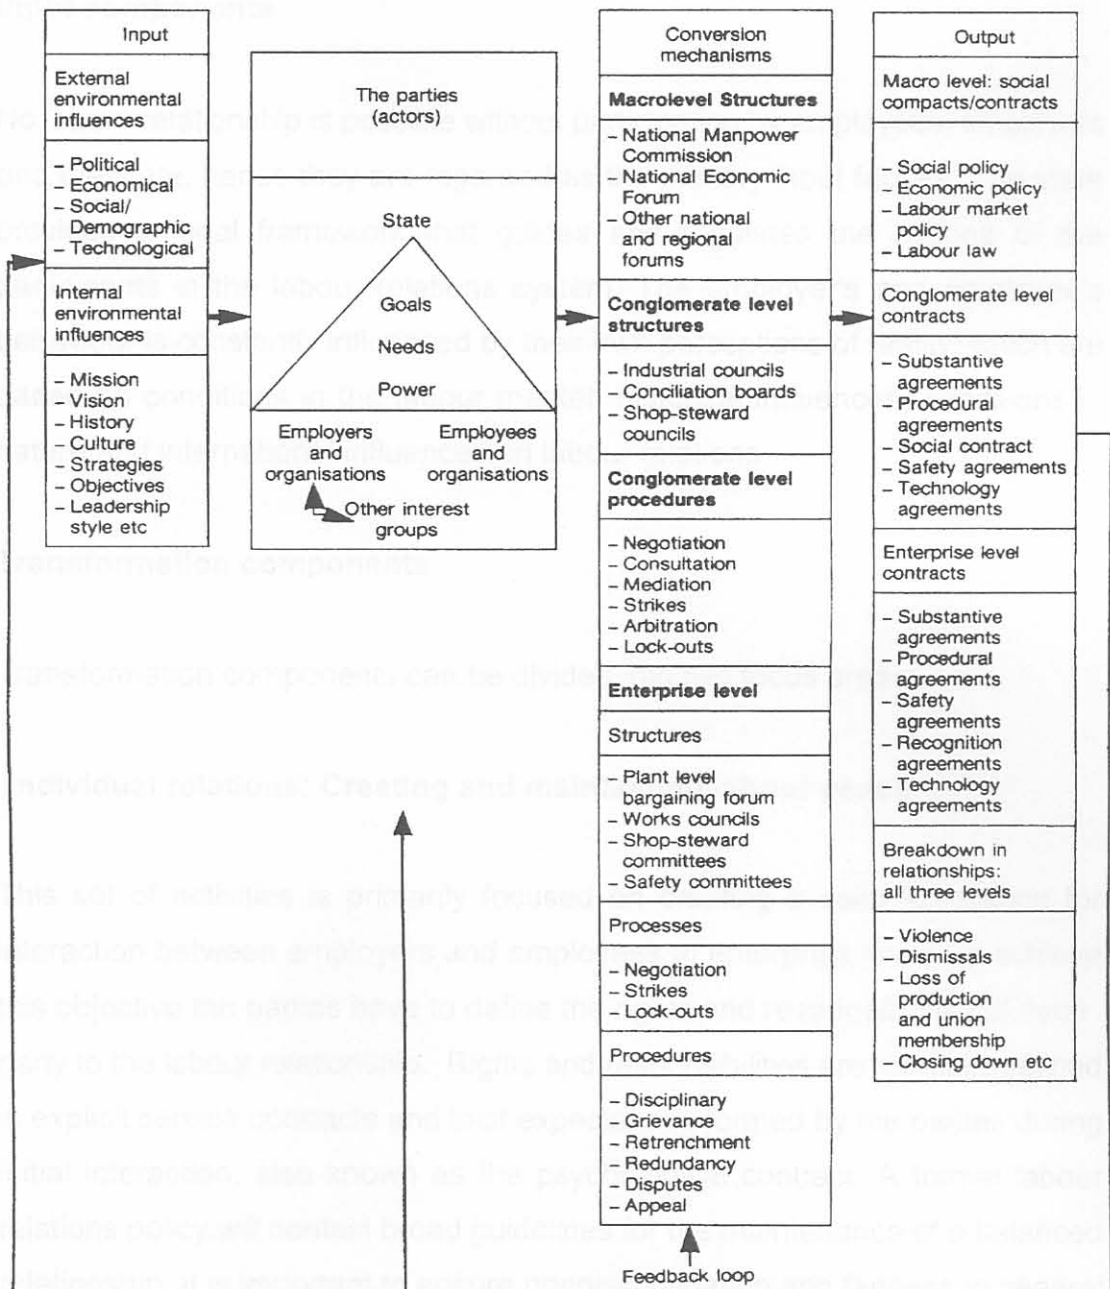 Input
External
environmental
influences
– Political
– Economical
– Social/
Demographic
– Technological
Internal
environmental
influences
– Mission
– Vision
– History
– Culture
– Strategies
– Objectives
– Leadership
style etc
The parties
(actors)
State
Goals
Needs
Power
Employers
and
organisations
Employees
and
organisations
Other interest
groups
Conversion
mechanisms
Macrolevel Structures
– National Manpower
Commission
– National Economic
Forum
– Other national
and regional
forums
Conglomerate level
structures
– Industrial councils
– Conciliation boards
– Shop-steward
councils
Conglomerate level
procedures
– Negotiation
– Consultation
– Mediation
– Strikes
– Arbitration
– Lock-outs
Enterprise level
Structures
– Plant level
bargaining forum
– Works councils
– Shop-steward
committees
– Safety committees
Processes
– Negotiation
– Strikes
– Lock-outs
Procedures
– Disciplinary
– Grievance
– Retrenchment
– Redundancy
– Disputes
– Appeal
Feedback loop
Output
Macro level: social
compacts/contracts
– Social policy
– Economic policy
– Labour market
policy
– Labour law
Conglomerate level
contracts
– Substantive
agreements
– Procedural
agreements
– Social contract
– Safety agreements
– Technology
agreements
Enterprise level
contracts
– Substantive
agreements
– Procedural
agreements
– Safety
agreements
– Recognition
agreements
– Technology
agreements
Breakdown in
relationships:
all three levels
– Violence
– Dismissals
– Loss of
production
and union
membership
– Closing down etc